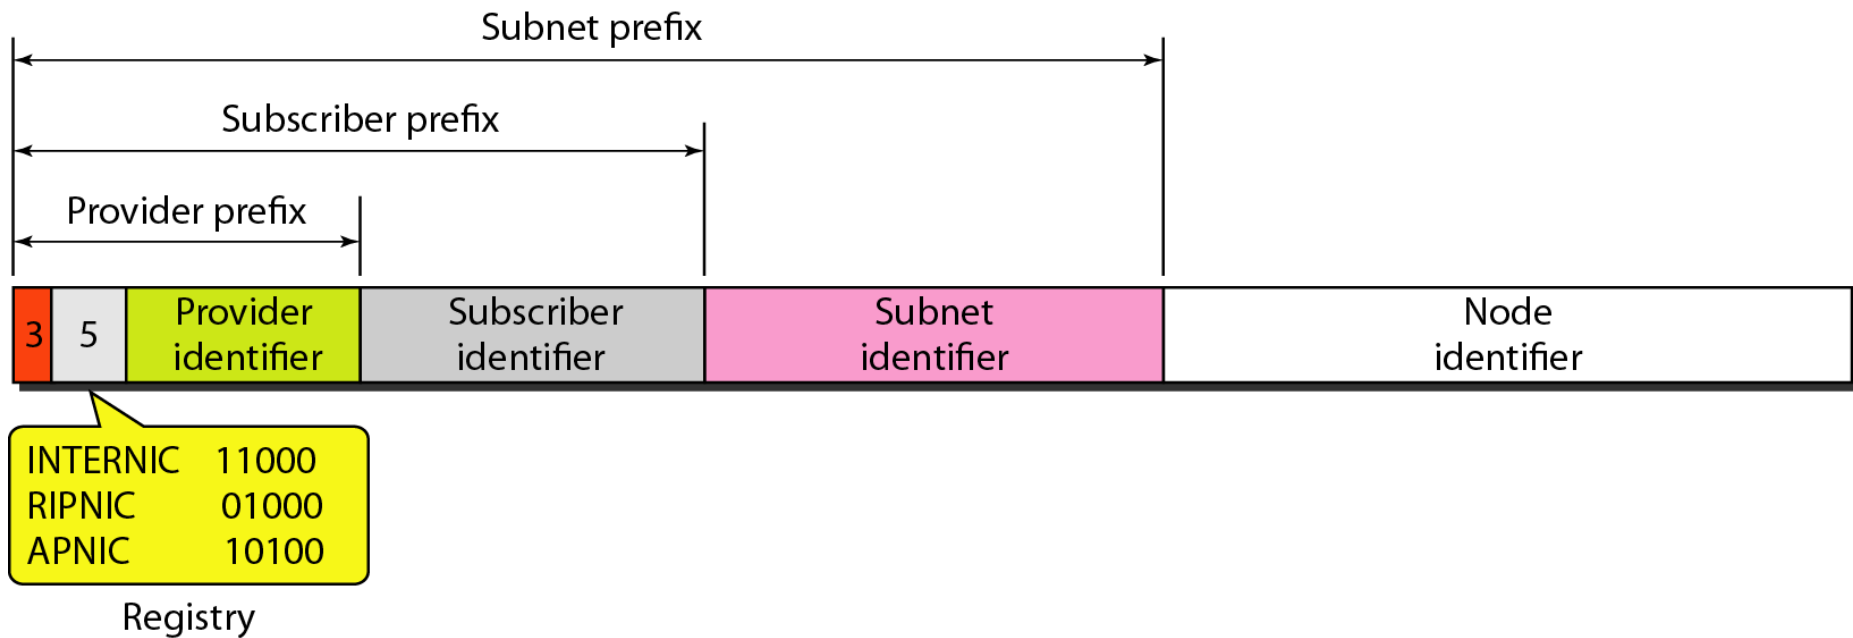 Subnet prefix
Subscriber prefix
Provider prefix
3
5
Provider
identifier
Subscriber
identifier
Subnet
identifier
Node
identifier
INTERNIC 11000
RIPNIC 01000
APNIC 10100
Registry